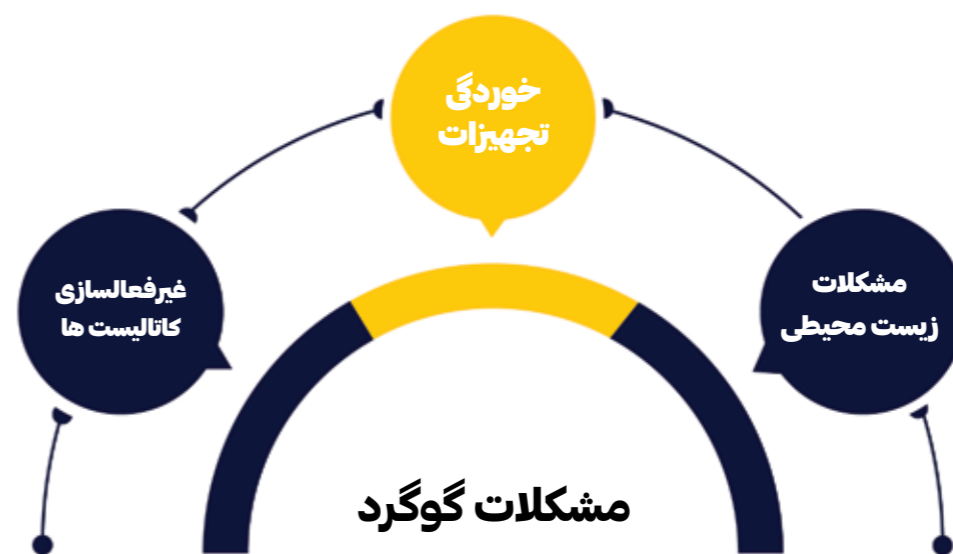 خوردگی
تجهیزات
مشکلات
زیست محیطی
غیرفعالسازی
کاتالیست ها
مشکلات گوگرد